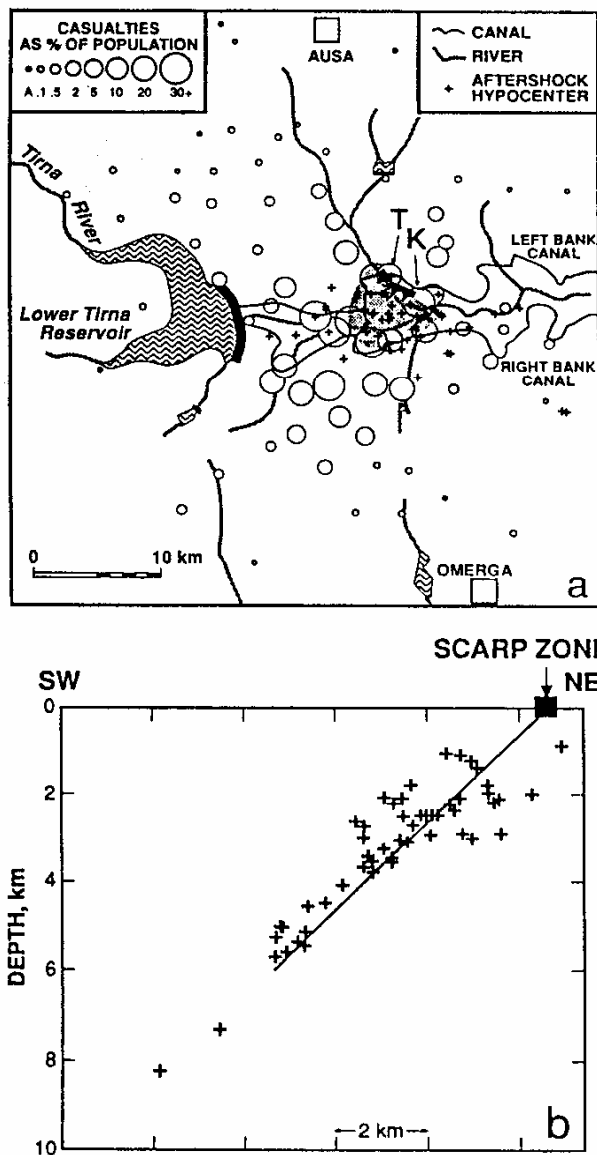 CASUALTIES
AS % OF POPULATION
A .1 .5 2 5 10 20 30+
AUSA
CANAL
RIVER
AFTERSHOCK
HYPOCENTER
Tirna
River
T
K
LEFT BANK
CANAL
Lower Tirna
Reservoir
RIGHT BANK
CANAL
0 10 km
OMERGA
a
SCARP ZONE
SW
NE
0
2
4
6
8
10
DEPTH, km
2 km
b